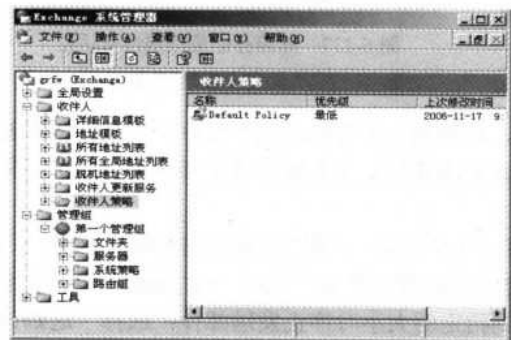 Exchange 系统管理器
文件(F) 操作(A) 查看(V) 窗口(W) 帮助(H)
grfw (Exchange)
全局设置
收件人
详细信息模板
地址模板
所有地址列表
所有全局地址列表
脱机地址列表
收件人更新服务
收件人策略
管理组
第一个管理组
文件夹
服务器
系统策略
路由组
工具
收件人策略
名称 优先级 上次修改时间
Default Policy 最低 2006-11-17 9: